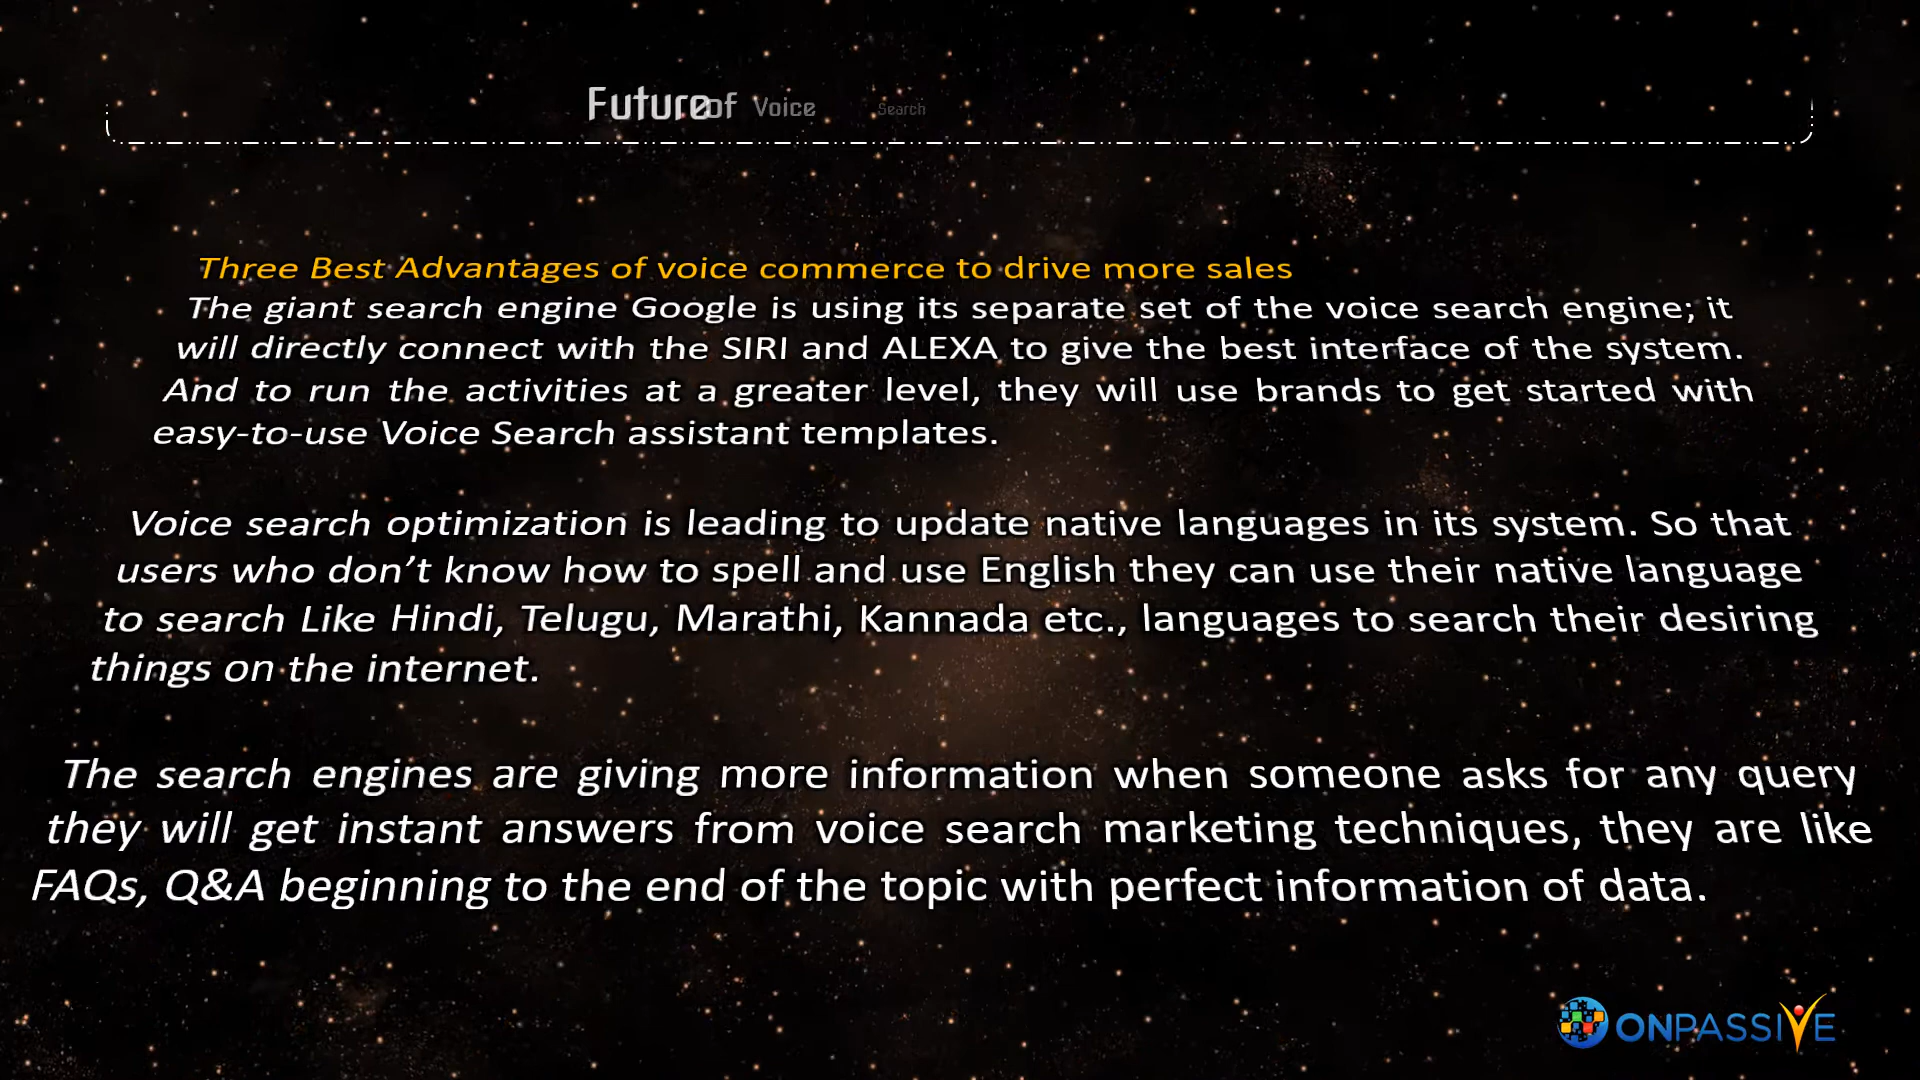 Future of Voice Search
Three Best Advantages of voice commerce to drive more sales
The giant search engine Google is using its separate set of the voice search engine; it
will directly connect with the SIRI and ALEXA to give the best interface of the system.
And to run the activities at a greater level, they will use brands to get started with
easy-to-use Voice Search assistant templates.
Voice search optimization is leading to update native languages in its system. So that
users who don't know how to spell and use English they can use their native language
to search Like Hindi, Telugu, Marathi, Kannada etc., languages to search their desiring
things on the internet.
The search engines are giving more information when someone asks for any query
they will get instant answers from voice search marketing techniques, they are like
FAQs, Q&A beginning to the end of the topic with perfect information of data.
ONPASSIVE